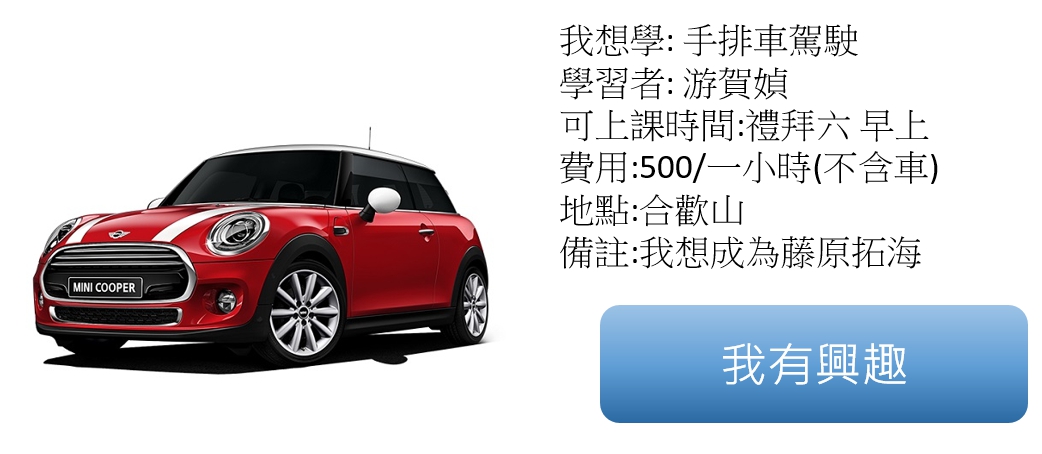 我想學: 手排車駕駛
學習者: 游賀媜
可上課時間:禮拜六 早上
費用:500/一小時(不含車)
地點:合歡山
備註:我想成為藤原拓海
MINI COOPER
我有興趣